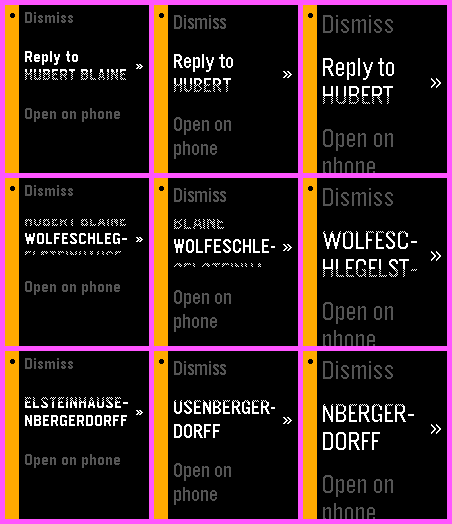 Dismiss
Reply to
HUBERT BLAINE
»
Open on phone
Dismiss
Reply to
HUBERT
»
Open on
phone
Dismiss
Reply to
HUBERT
»
Open on
phone
Dismiss
HUBERT BLAINE
WOLFESCHLEG-
»
Open on phone
Dismiss
BLAINE
WOLFESCHLE-
»
Open on
phone
Dismiss
WOLFESC-
HLEGELST-
»
Open on
phone
Dismiss
ELSTEINHAUSE-
NBERGERDORFF
»
Open on phone
Dismiss
USENBERGER-
DORFF
»
Open on
phone
Dismiss
NBERGER-
DORFF
»
Open on
phone